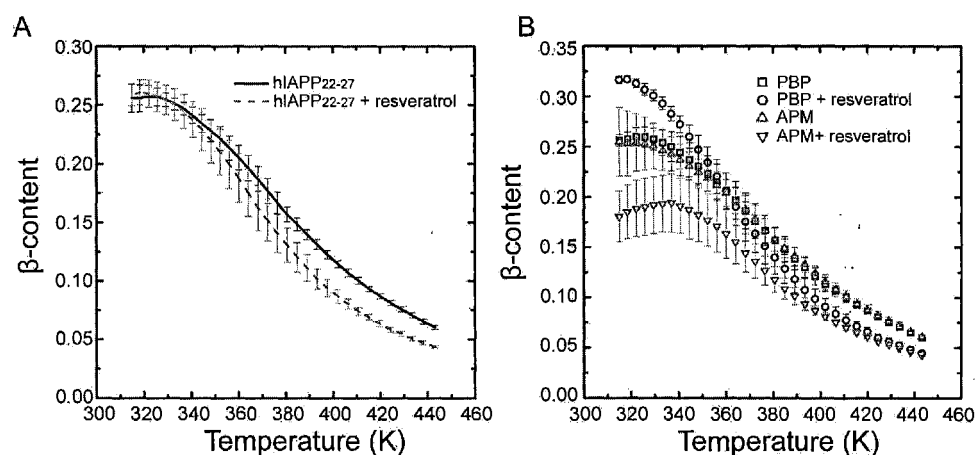 A
B
0.30
0.25
0.20
0.15
0.10
0.05
0.00
β-content
300 320 340 360 380 400 420 440 460
Temperature (K)
hIAPP22-27
hIAPP22-27 + resveratrol
0.35
0.30
0.25
0.20
0.15
0.10
0.05
0.00
β-content
300 320 340 360 380 400 420 440 460
Temperature (K)
PBP
PBP + resveratrol
APM
APM+ resveratrol